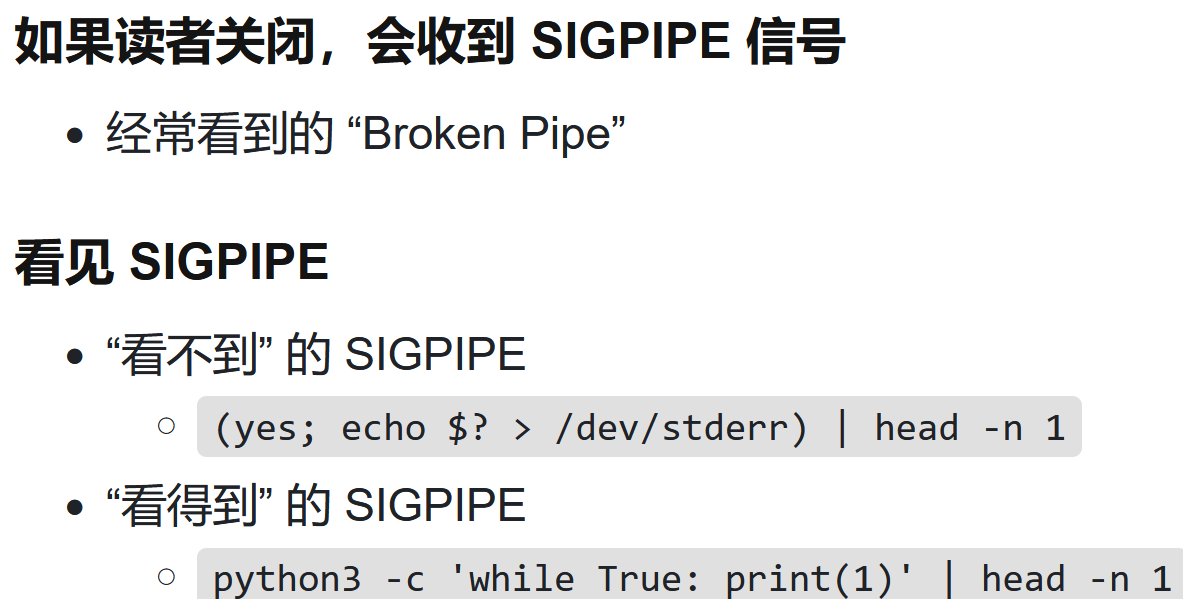 如果读者关闭，会收到 SIGPIPE 信号
经常看到的 “Broken Pipe”
看见 SIGPIPE
“看不到” 的 SIGPIPE
(yes; echo $? > /dev/stderr) | head -n 1
“看得到” 的 SIGPIPE
python3 -c 'while True: print(1)' | head -n 1